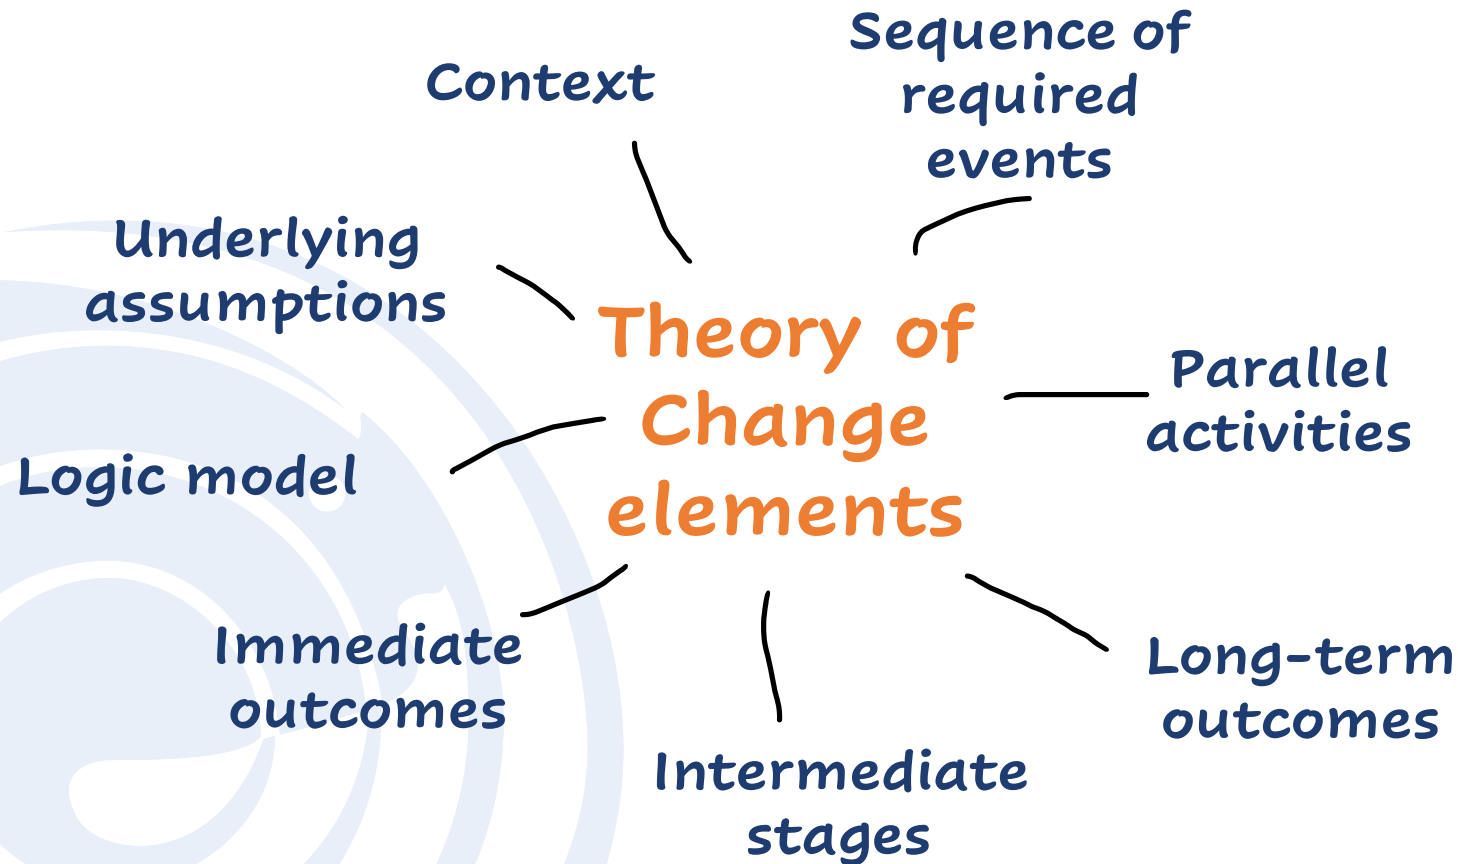 Context
Sequence of
required
events
Underlying
assumptions
Theory of
Change
elements
Parallel
activities
Logic model
Immediate
outcomes
Long-term
outcomes
Intermediate
stages